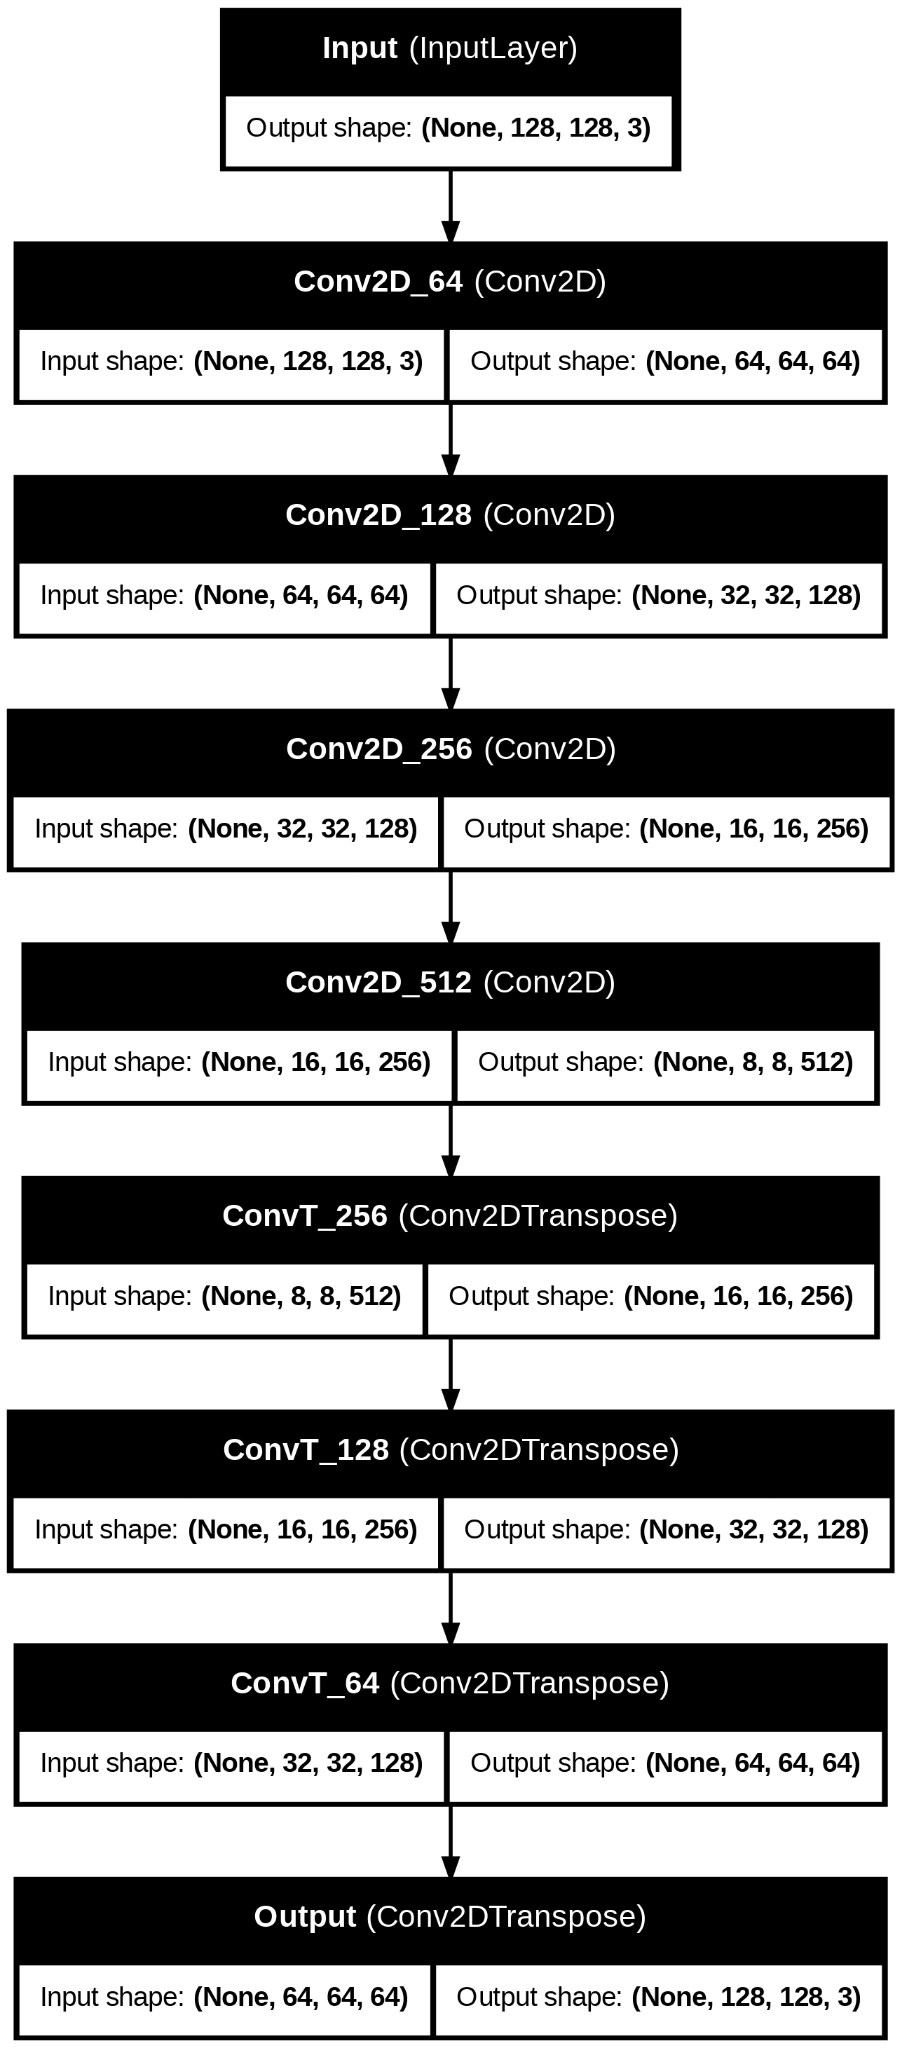 Input (InputLayer)
Output shape: (None, 128, 128, 3)
Conv2D_64 (Conv2D)
Input shape: (None, 128, 128, 3) Output shape: (None, 64, 64, 64)
Conv2D_128 (Conv2D)
Input shape: (None, 64, 64, 64) Output shape: (None, 32, 32, 128)
Conv2D_256 (Conv2D)
Input shape: (None, 32, 32, 128) Output shape: (None, 16, 16, 256)
Conv2D_512 (Conv2D)
Input shape: (None, 16, 16, 256) Output shape: (None, 8, 8, 512)
ConvT_256 (Conv2DTranspose)
Input shape: (None, 8, 8, 512) Output shape: (None, 16, 16, 256)
ConvT_128 (Conv2DTranspose)
Input shape: (None, 16, 16, 256) Output shape: (None, 32, 32, 128)
ConvT_64 (Conv2DTranspose)
Input shape: (None, 32, 32, 128) Output shape: (None, 64, 64, 64)
Output (Conv2DTranspose)
Input shape: (None, 64, 64, 64) Output shape: (None, 128, 128, 3)